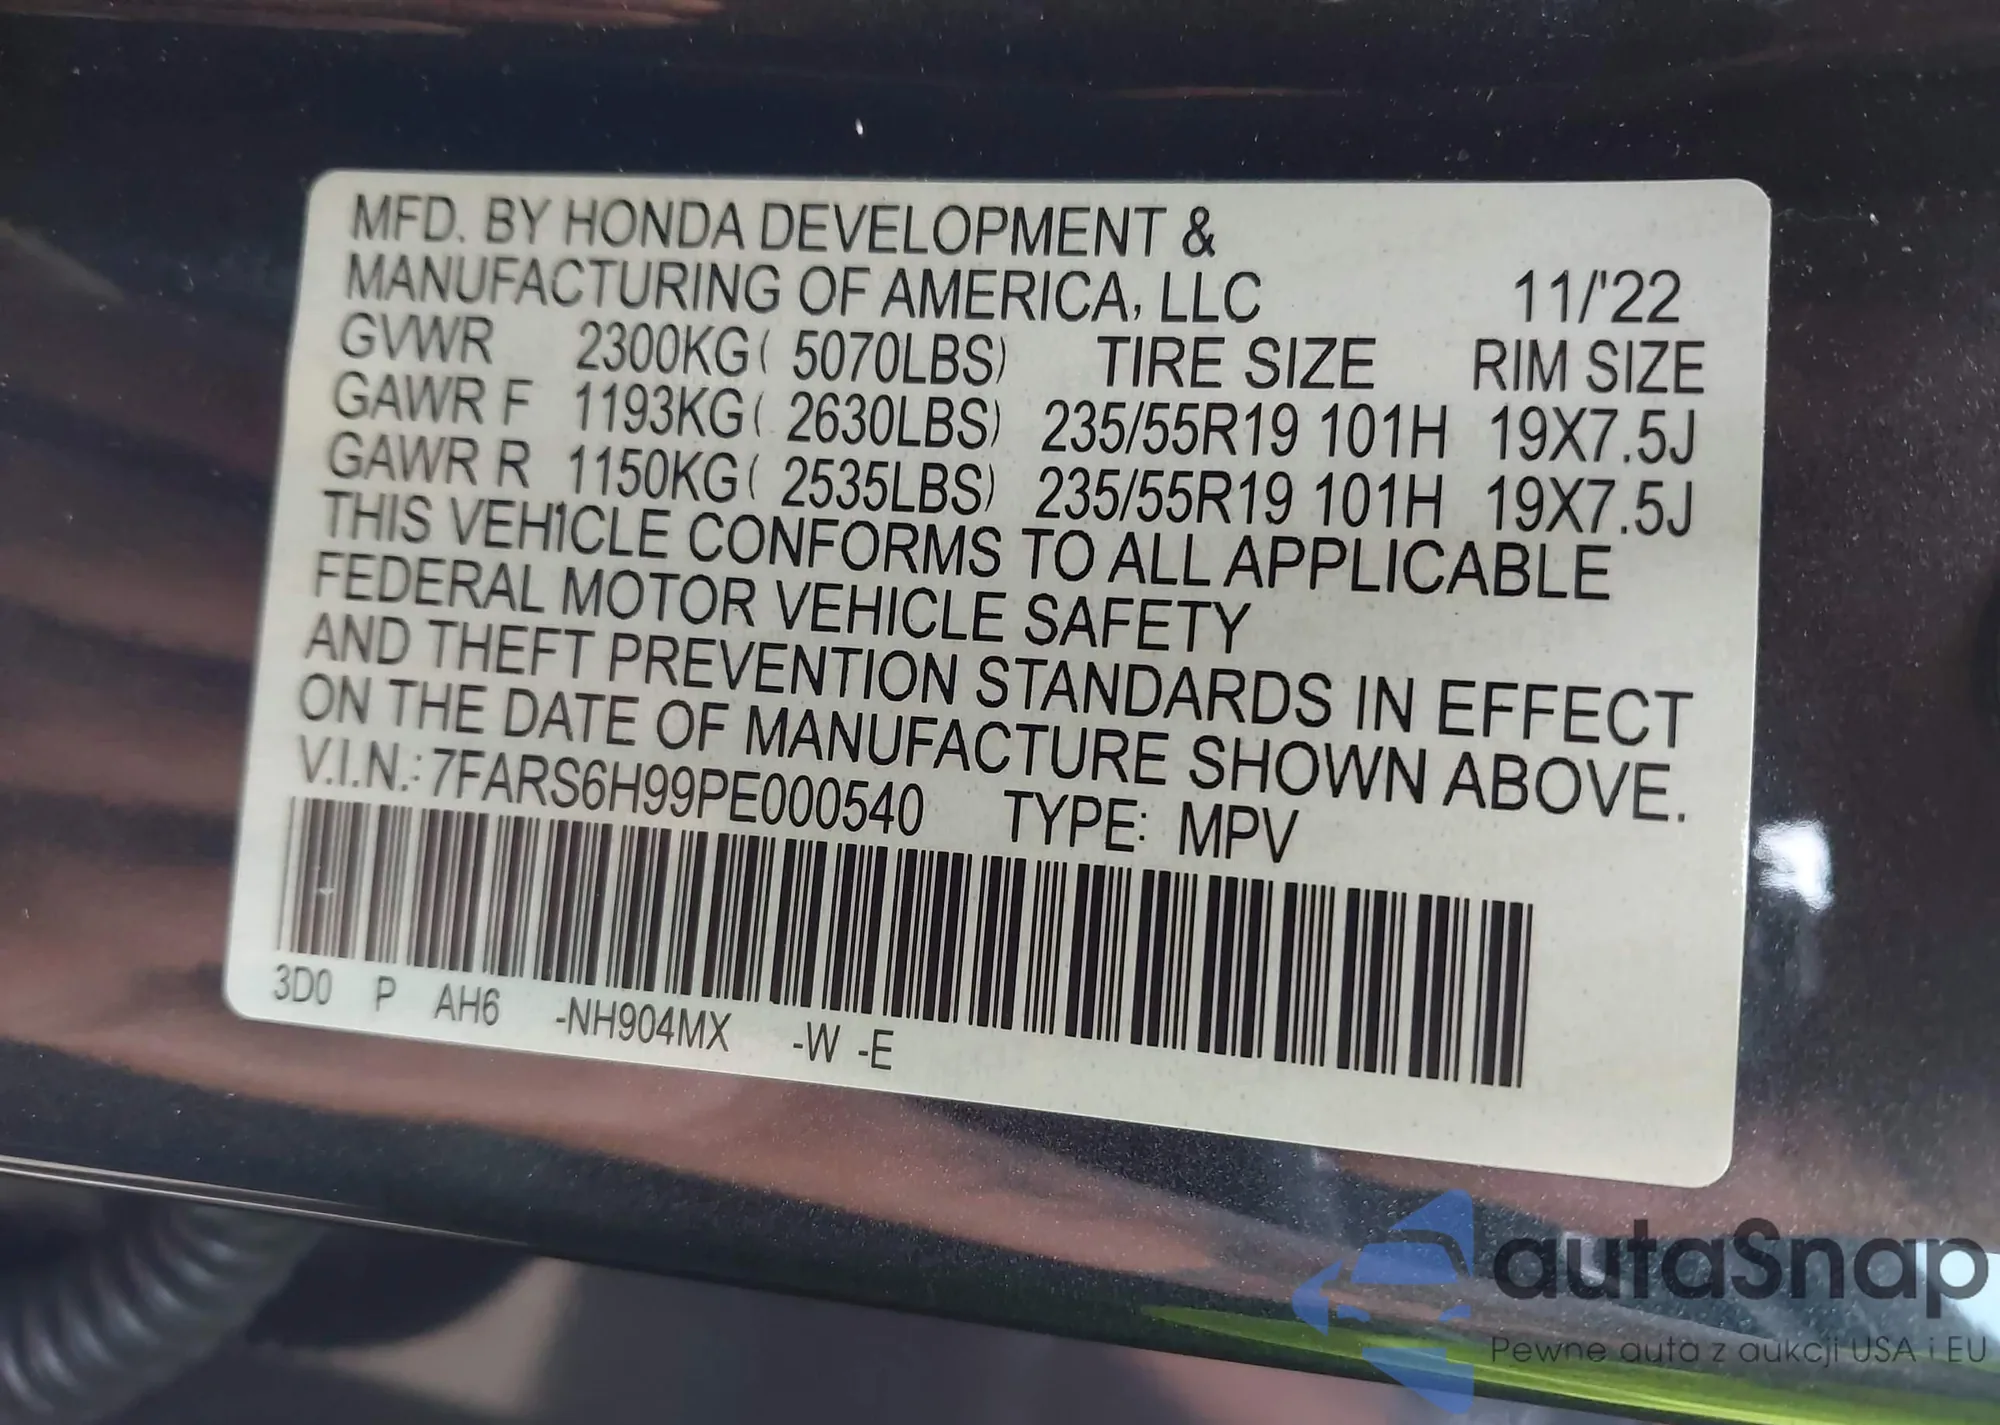 MFD. BY HONDA DEVELOPMENT &
MANUFACTURING OF AMERICA, LLC 11/'22
GVWR 2300KG( 5070LBS) TIRE SIZE RIM SIZE
GAWR F 1193KG( 2630LBS) 235/55R19 101H 19X7.5J
GAWR R 1150KG( 2535LBS) 235/55R19 101H 19X7.5J
THIS VEHICLE CONFORMS TO ALL APPLICABLE
FEDERAL MOTOR VEHICLE SAFETY
AND THEFT PREVENTION STANDARDS IN EFFECT
ON THE DATE OF MANUFACTURE SHOWN ABOVE.
V.I.N.: 7FARS6H99PE000540 TYPE: MPV
3D0 P AH6 -NH904MX -W -E
autaSnap
Pewne auta z aukcji USA i EU